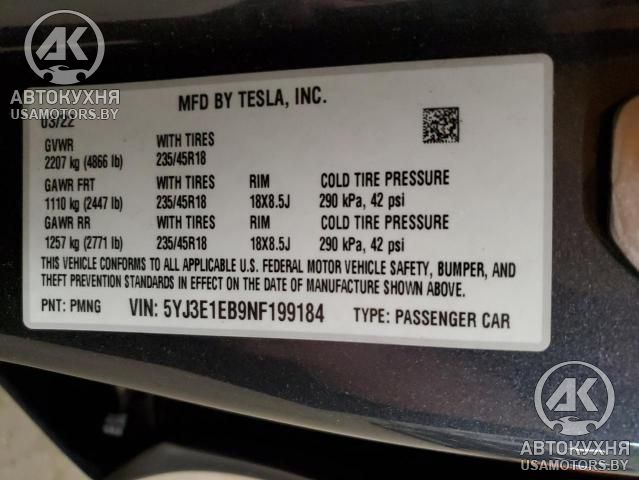 AK
АВТОКУХНЯ
USAMOTORS.BY
MFD BY TESLA, INC.
03/22
GVWR WITH TIRES
2207 kg (4866 lb) 235/45R18
GAWR FRT WITH TIRES RIM COLD TIRE PRESSURE
1110 kg (2447 lb) 235/45R18 18X8.5J 290 kPa, 42 psi
GAWR RR WITH TIRES RIM COLD TIRE PRESSURE
1257 kg (2771 lb) 235/45R18 18X8.5J 290 kPa, 42 psi
THIS VEHICLE CONFORMS TO ALL APPLICABLE U.S. FEDERAL MOTOR VEHICLE SAFETY, BUMPER, AND
THEFT PREVENTION STANDARDS IN EFFECT ON THE DATE OF MANUFACTURE SHOWN ABOVE.
PNT: PMNG VIN: 5YJ3E1EB9NF199184 TYPE: PASSENGER CAR
AK
АВТОКУХНЯ
USAMOTORS.BY